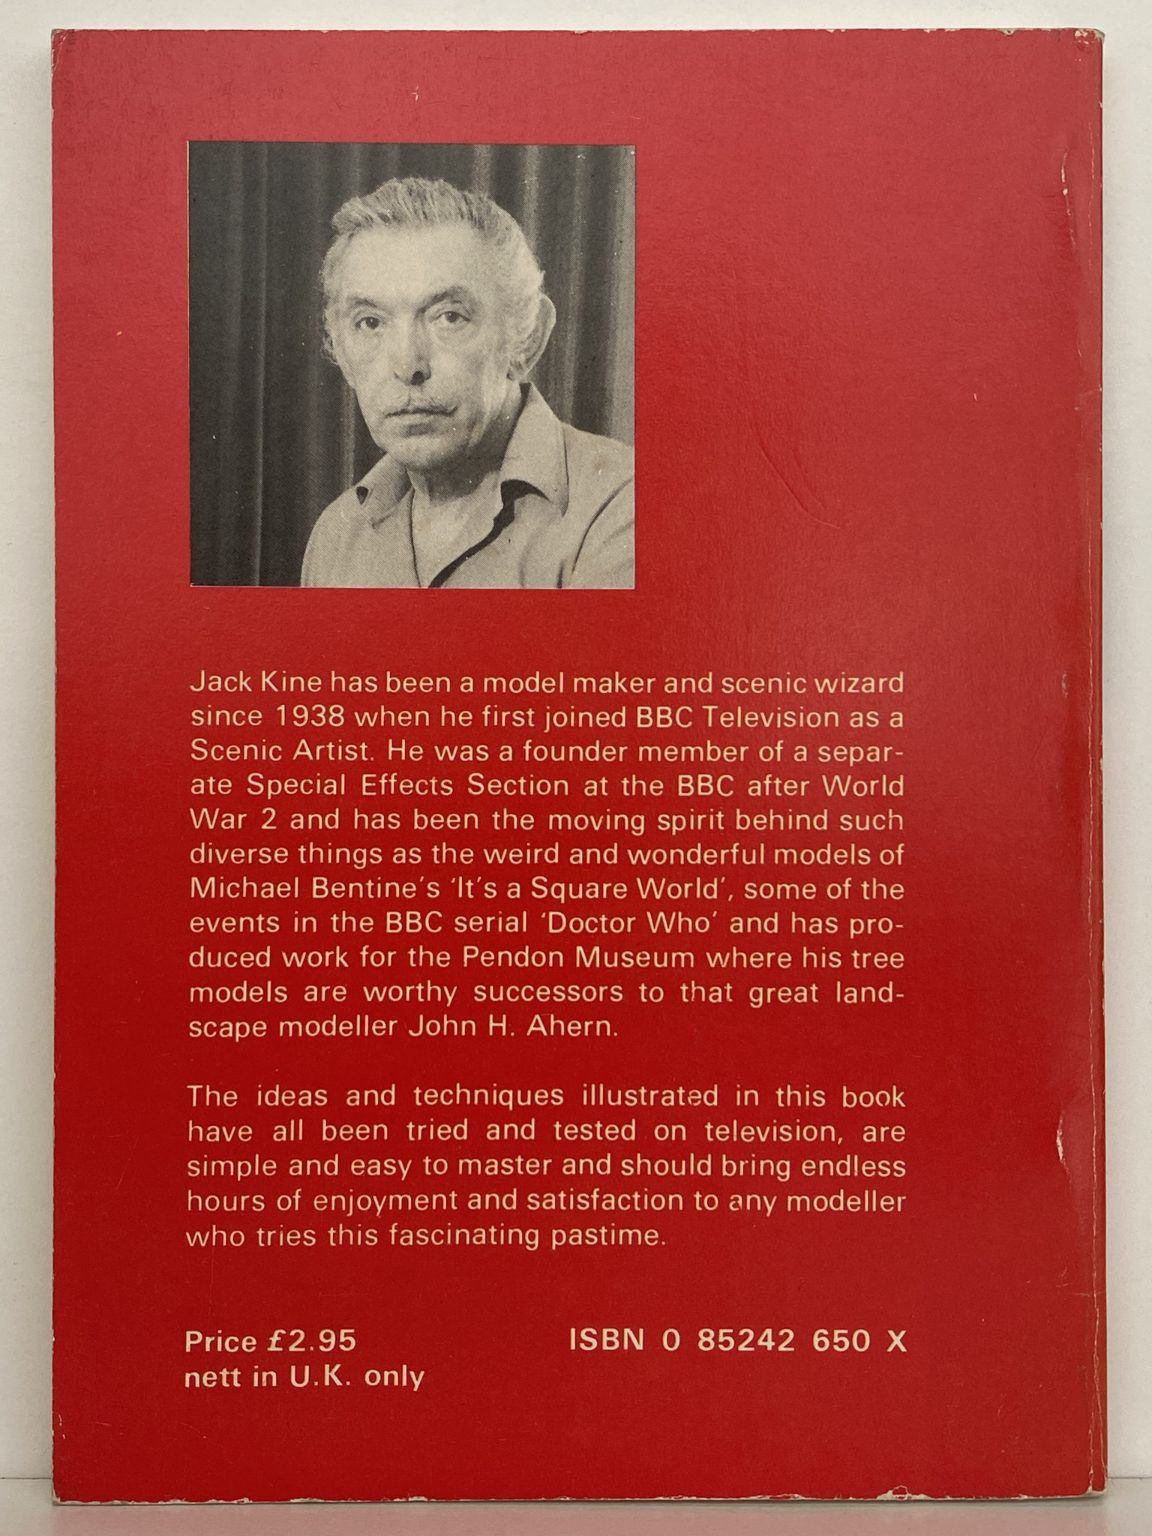 Jack Kine has been a model maker and scenic wizard
since 1938 when he first joined BBC Television as a
Scenic Artist. He was a founder member of a separ-
ate Special Effects Section at the BBC after World
War 2 and has been the moving spirit behind such
diverse things as the weird and wonderful models of
Michael Bentine's 'It's a Square World', some of the
events in the BBC serial 'Doctor Who' and has pro-
duced work for the Pendon Museum where his tree
models are worthy successors to that great land-
scape modeller John H. Ahern.
The ideas and techniques illustrated in this book
have all been tried and tested on television, are
simple and easy to master and should bring endless
hours of enjoyment and satisfaction to any modeller
who tries this fascinating pastime.
Price £2.95
nett in U.K. only
ISBN 0 85242 650 X